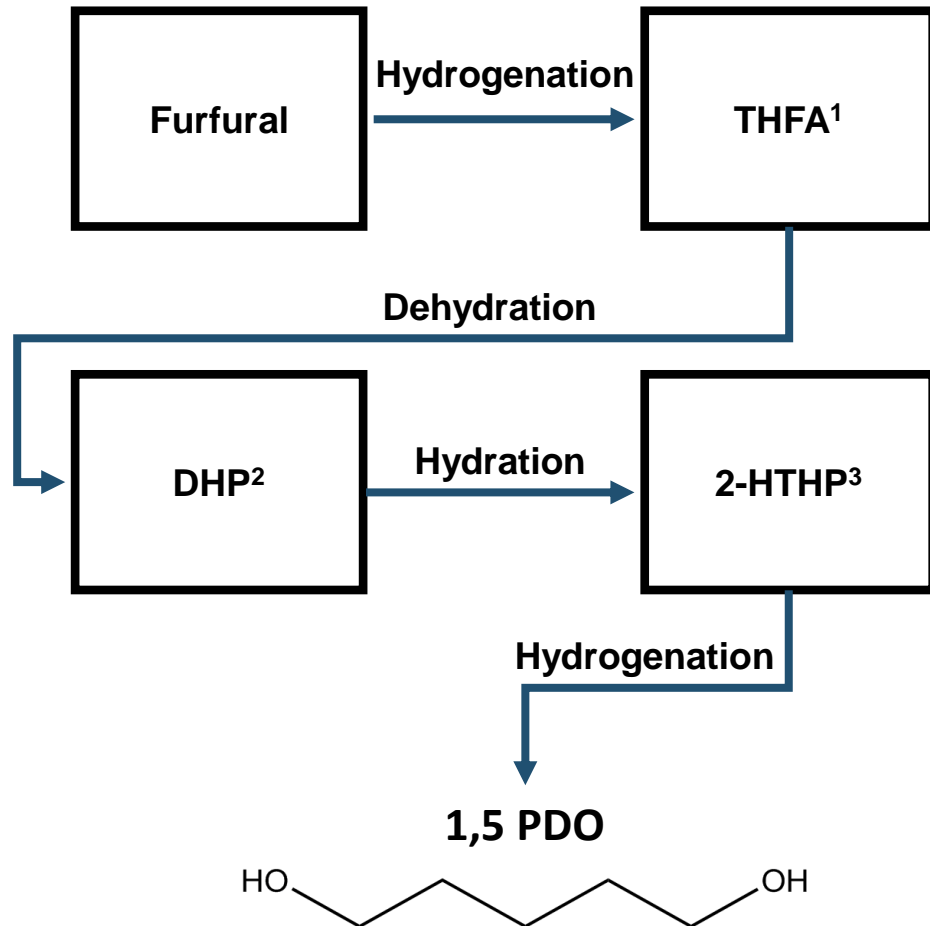 Furfural
Hydrogenation
THFA¹
Dehydration
DHP²
Hydration
2-HTHP³
Hydrogenation
1,5 PDO
HO
OH